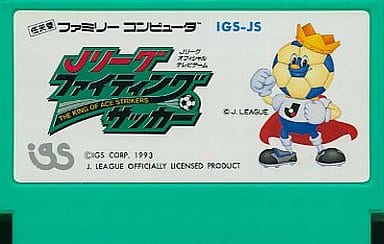 任天堂 ファミリー コンピュータ IGS-JS
Jリーグ
Jリーグ
オフィシャル
テレビゲーム
ファイティング
THE KING OF ACE STRIKERS
サッカー
©J. LEAGUE
J
igs
©IGS CORP. 1993
J. LEAGUE OFFICIALLY LICENSED PRODUCT